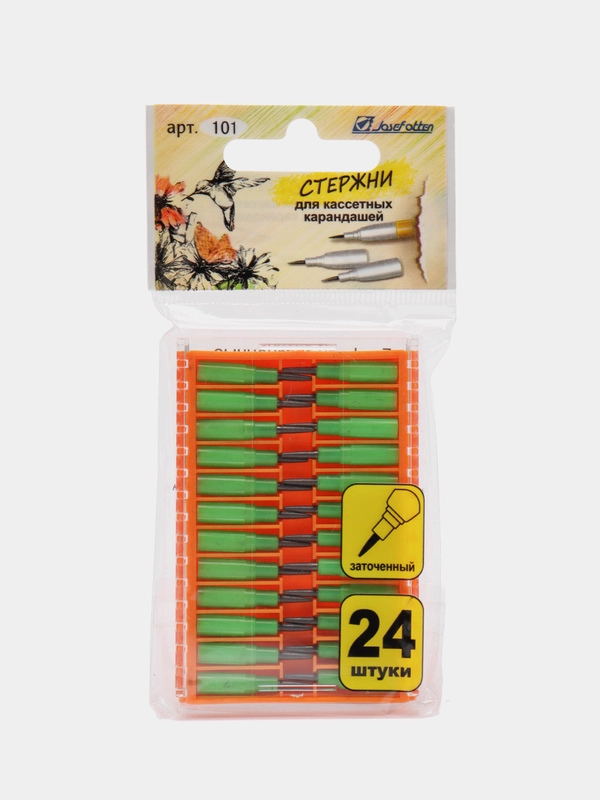 арт. 101
Josef Otten
СТЕРЖНИ
для кассетных
карандашей
заточенный
24
штуки